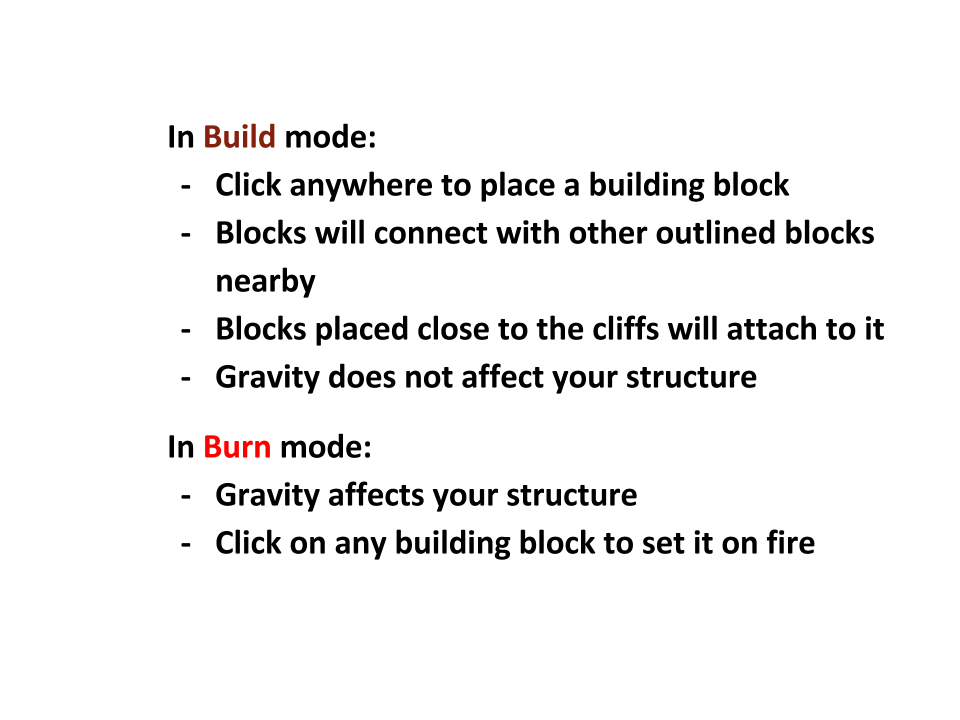 In Build mode:
- Click anywhere to place a building block
- Blocks will connect with other outlined blocks
nearby
- Blocks placed close to the cliffs will attach to it
- Gravity does not affect your structure
In Burn mode:
- Gravity affects your structure
- Click on any building block to set it on fire